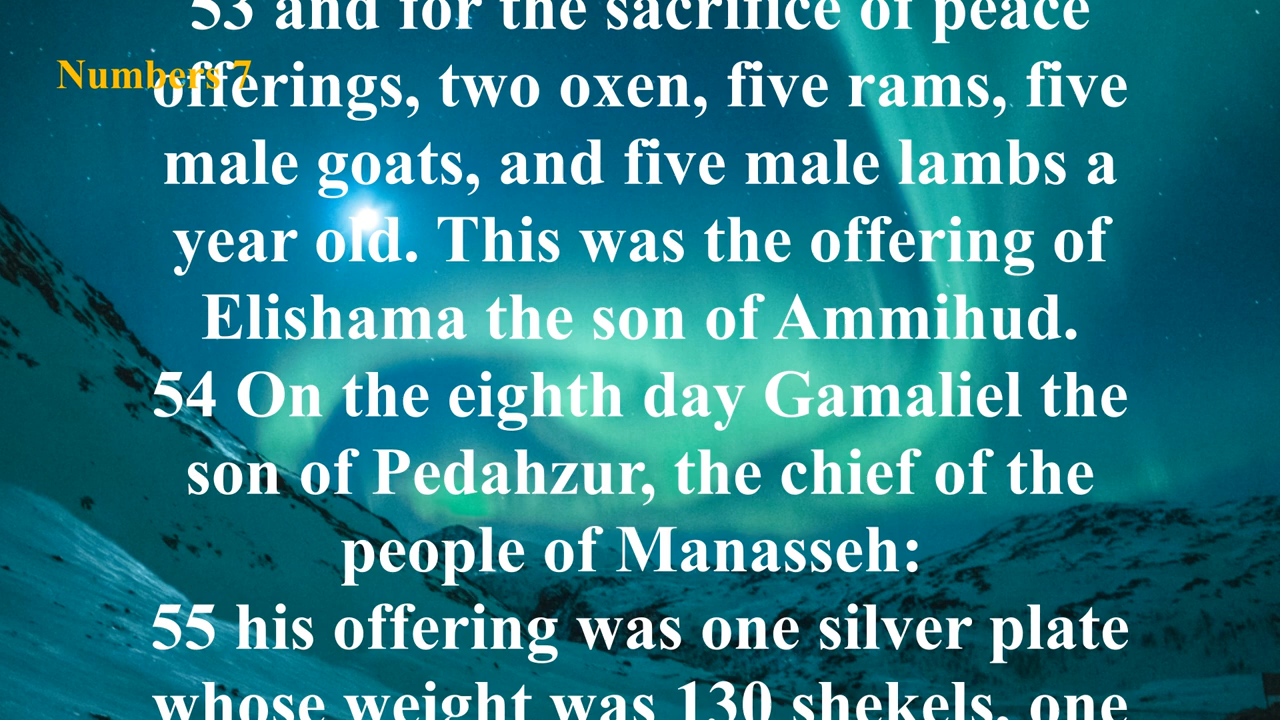 53 and for the sacrifice of peace
Numbers 7
offerings, two oxen, five rams, five
male goats, and five male lambs a
year old. This was the offering of
Elishama the son of Ammihud.
54 On the eighth day Gamaliel the
son of Pedahzur, the chief of the
people of Manasseh:
55 his offering was one silver plate
whose weight was 130 shekels, one